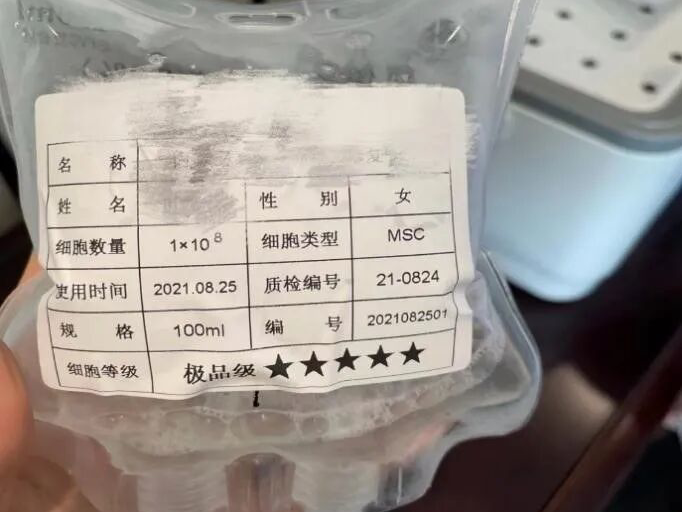 名 称
姓 名 性 别 女
细胞数量 1×10⁸ 细胞类型 MSC
使用时间 2021.08.25 质检编号 21-0824
规 格 100ml 编 号 2021082501
细胞等级 极品级 ★★★★★